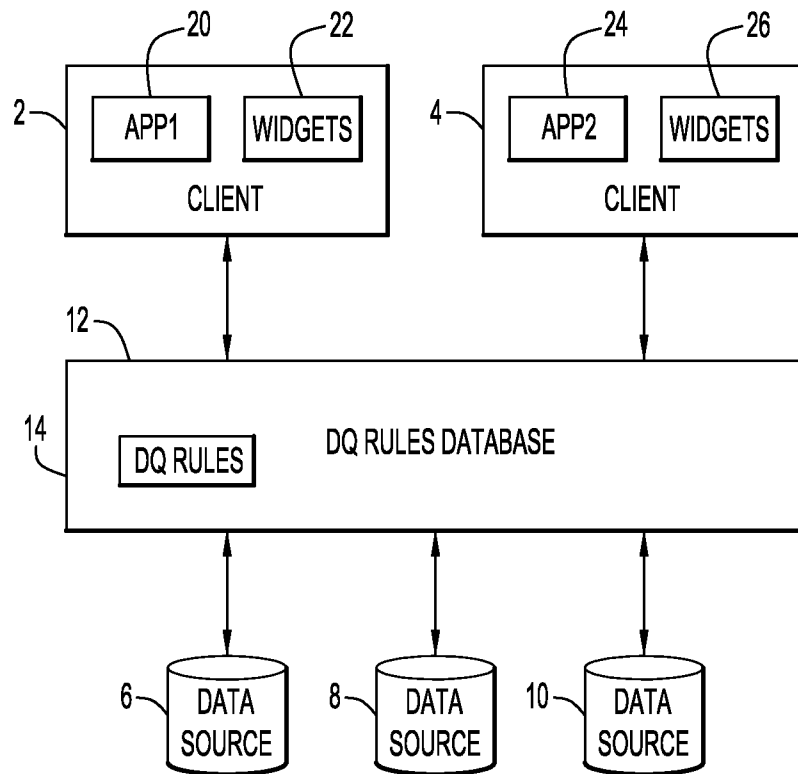 20
22
24
26
2
APP1
WIDGETS
CLIENT
4
APP2
WIDGETS
CLIENT
12
14
DQ RULES
DQ RULES DATABASE
6
DATA
SOURCE
8
DATA
SOURCE
10
DATA
SOURCE